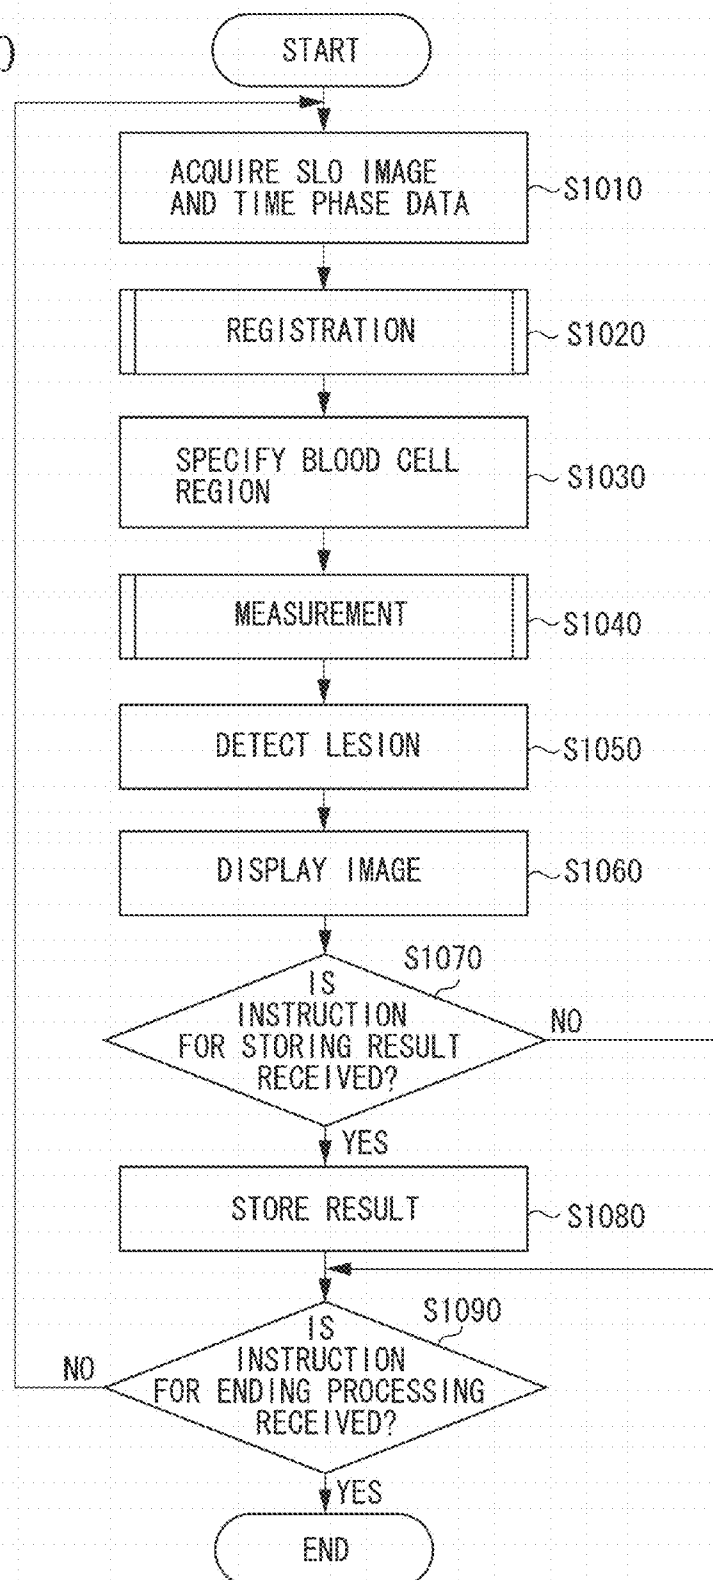 )
START
ACQUIRE SLO IMAGE
AND TIME PHASE DATA
S1010
REGISTRATION
S1020
SPECIFY BLOOD CELL
REGION
S1030
MEASUREMENT
S1040
DETECT LESION
S1050
DISPLAY IMAGE
S1060
S1070
IS
INSTRUCTION
FOR STORING RESULT
RECEIVED?
NO
YES
STORE RESULT
S1080
S1090
IS
INSTRUCTION
FOR ENDING PROCESSING
RECEIVED?
NO
YES
END